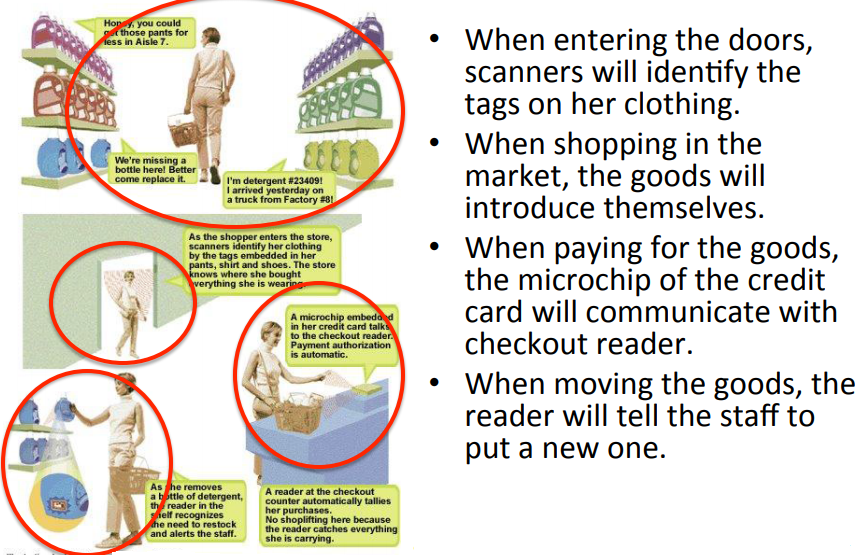 Honey, you could
get those pants for
less in Aisle 7.
We're missing a
bottle here! Better
come replace it.
I'm detergent #23409!
I arrived yesterday on
a truck from Factory #8!
As the shopper enters the store,
scanners identify her clothing
by the tags embedded in her
pants, shirt and shoes. The store
knows where she bought
everything she is wearing.
A microchip embedded
in her credit card talks
to the checkout reader.
Payment authorization
is automatic.
As she removes
a bottle of detergent,
the reader in the
shelf recognizes
the need to restock
and alerts the staff.
A reader at the checkout
counter automatically tallies
her purchases.
No shoplifting here because
the reader catches everything
she is carrying.
• When entering the doors,
scanners will identify the
tags on her clothing.
• When shopping in the
market, the goods will
introduce themselves.
• When paying for the goods,
the microchip of the credit
card will communicate with
checkout reader.
• When moving the goods, the
reader will tell the staff to
put a new one.